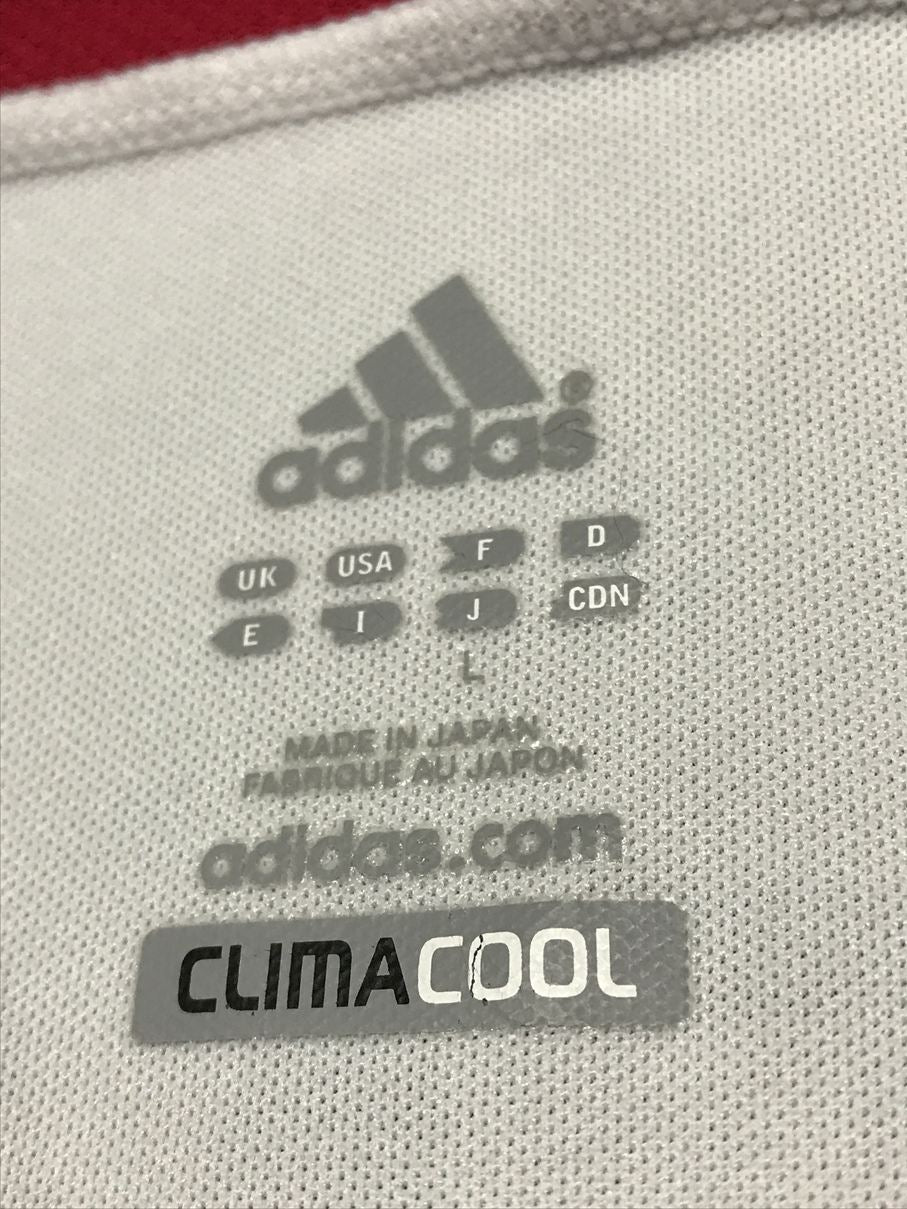 adidas®
UK USA F D
E I J CDN
L
MADE IN JAPAN
FABRIQUE AU JAPON
adidas.com
CLIMACOOL